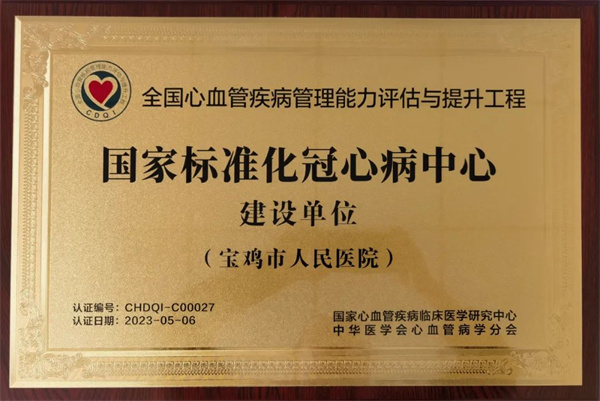 CDQI
全国心血管疾病管理能力评估与提升工程
国家标准化冠心病中心
建设单位
（宝鸡市人民医院）
认证编号：CHDQI-C00027
认证日期：2023-05-06
国家心血管疾病临床医学研究中心
中华医学会心血管病学分会